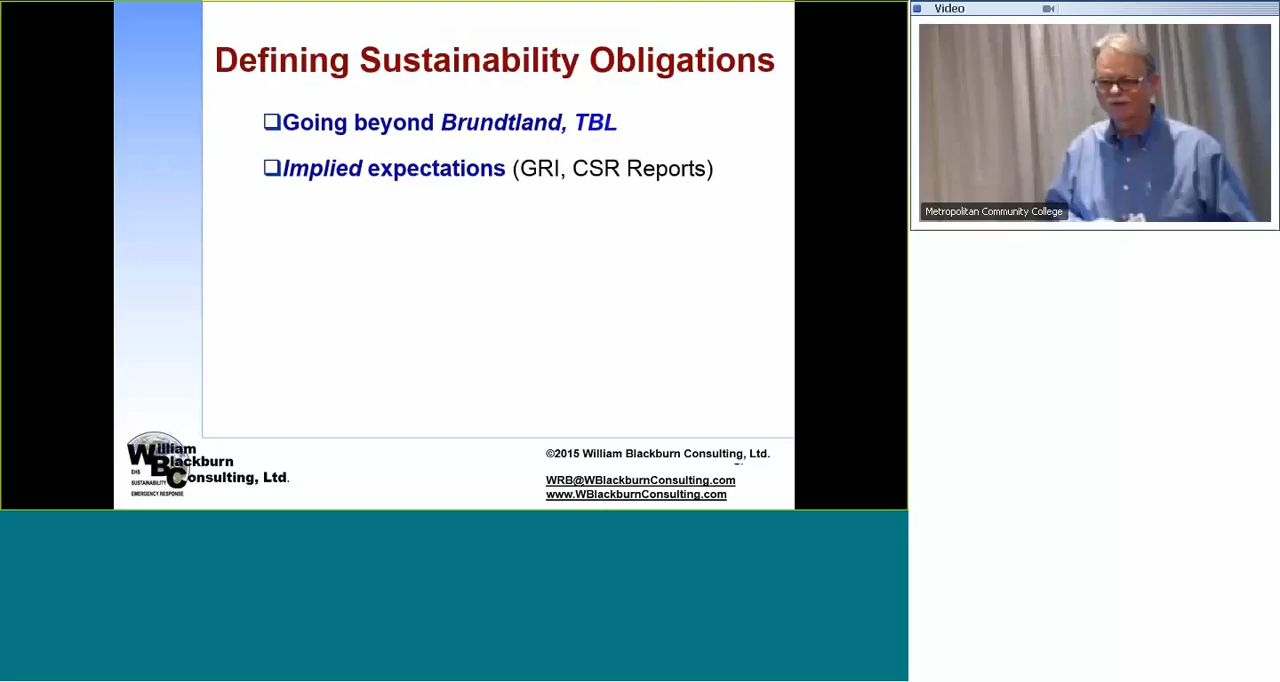 Defining Sustainability Obligations
❑Going beyond Brundtland, TBL
❑Implied expectations (GRI, CSR Reports)
William
Blackburn
Consulting, Ltd.
EHS
SUSTAINABILITY
EMERGENCY RESPONSE
©2015 William Blackburn Consulting, Ltd.
WRB@WBlackburnConsulting.com
www.WBlackburnConsulting.com
Video
Metropolitan Community College